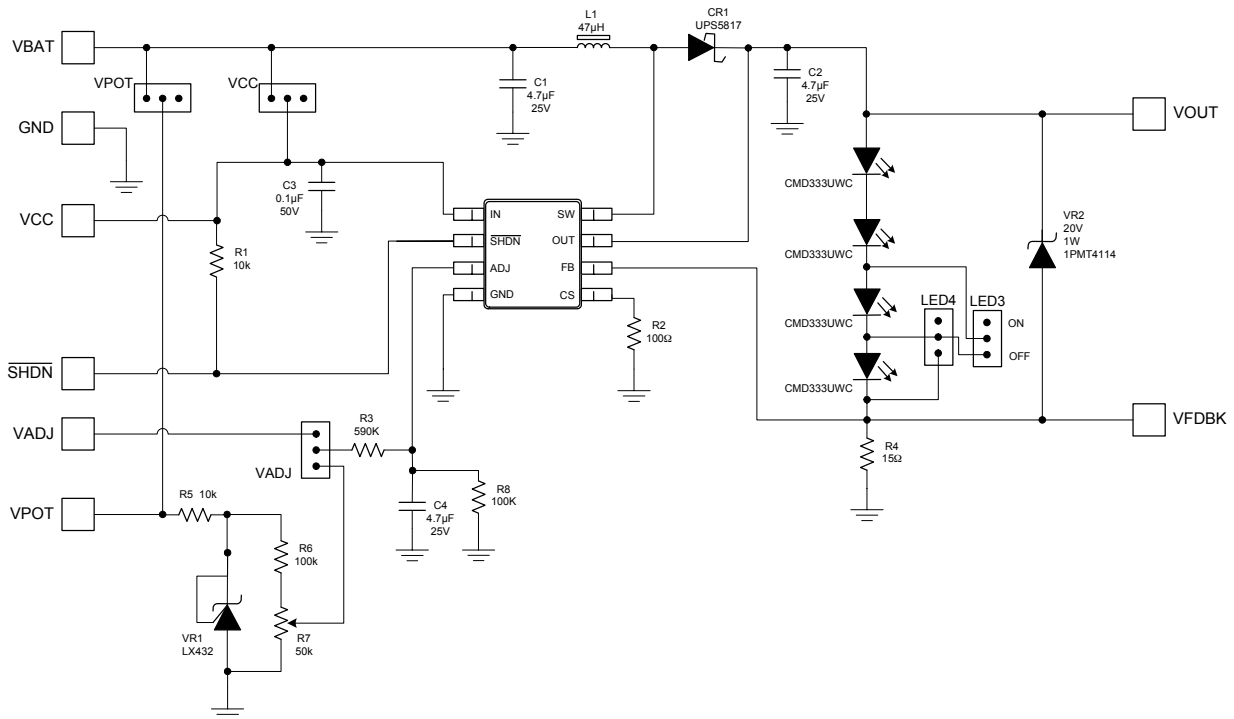 L1
47µH
CR1
UPS5817
VBAT
VPOT
VCC
C1
4.7µF
25V
C2
4.7µF
25V
GND
VOUT
CMD333UWC
C3
0.1µF
50V
VCC
IN
SW
SHDN
OUT
ADJ
FB
GND
CS
R1
10k
CMD333UWC
VR2
20V
1W
1PMT4114
LED4
LED3
ON
OFF
CMD333UWC
R2
100Ω
CMD333UWC
SHDN
VADJ
VADJ
R3
590K
VFDBK
R4
15Ω
R5 10k
VPOT
C4
4.7µF
25V
R8
100K
R6
100k
VR1
LX432
R7
50k